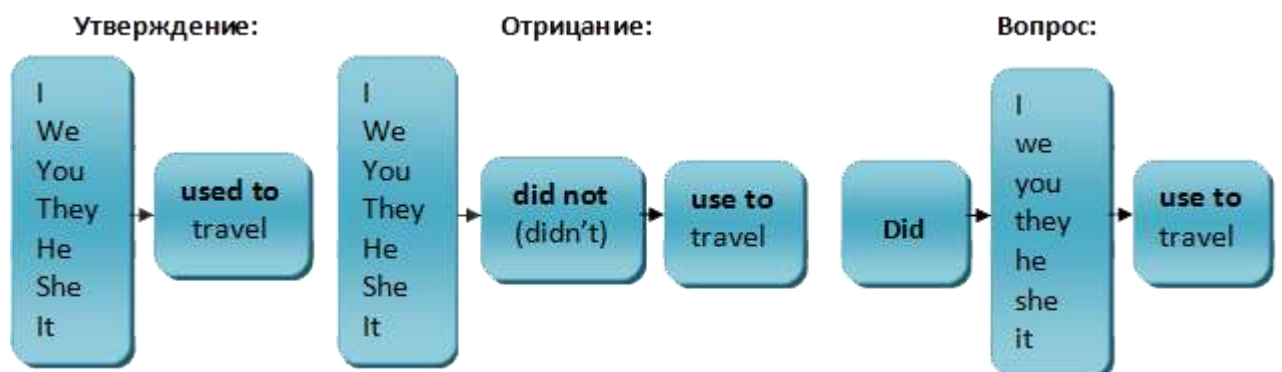 Утверждение:
I
We
You
They
He
She
It
used to
travel
Отрицание:
I
We
You
They
He
She
It
did not
(didn't)
use to
travel
Вопрос:
Did
I
we
you
they
he
she
it
use to
travel